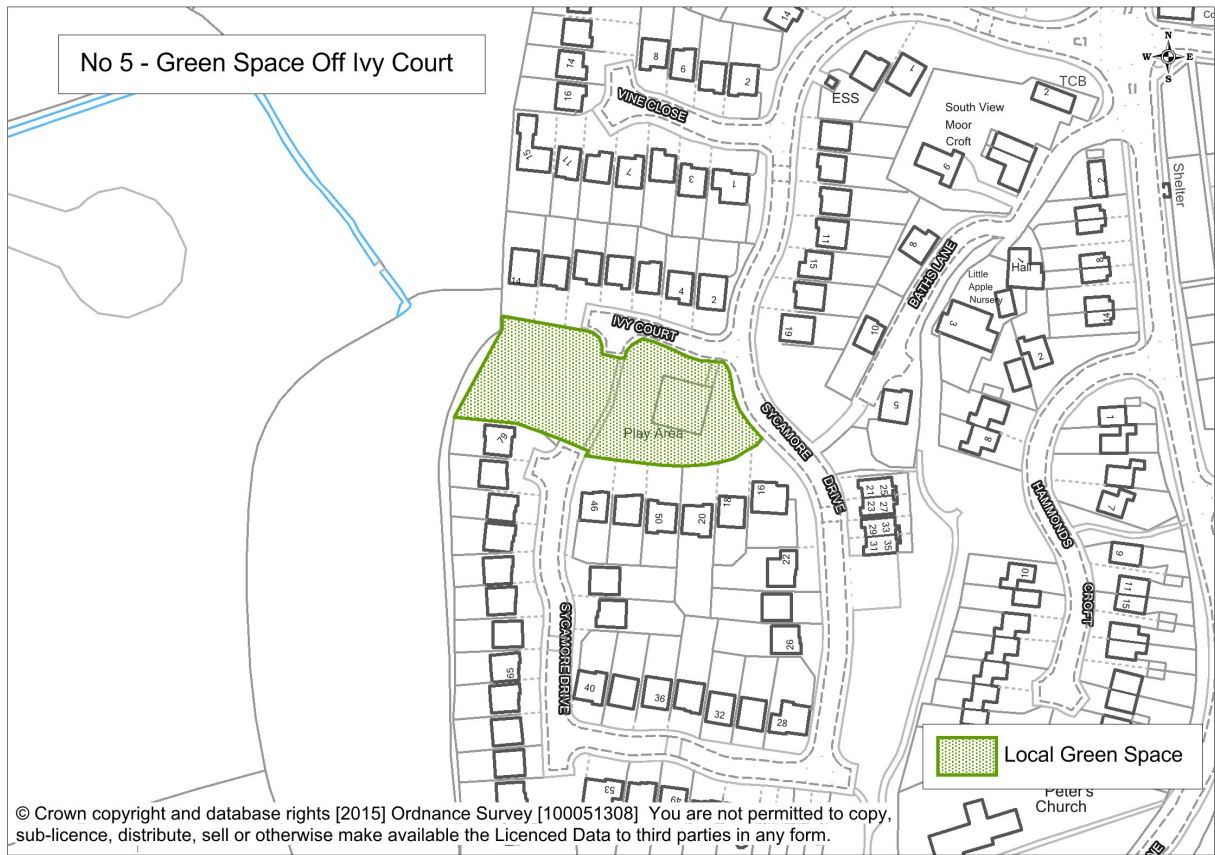 No 5 - Green Space Off Ivy Court
N
W E
S
14
8
6
2
14
16
VINE CLOSE
ESS
1
TCB
2
South View
Moor
Croft
9
Shelter
15
11
7
3
1
2
11
15
19
8
BATHS LANE
10
Hall
Little
Apple
Nursery
3
8
14
2
14
4
2
IVY COURT
Play Area
SYCAMORE
DRIVE
5
8
1
7
HAMMONDS
CROFT
79
46
50
20
18
16
21 25
23 27
29 33
31 35
22
26
9
10
11
15
SYCAMORE DRIVE
65
40
36
32
28
53
49
Local Green Space
Peter's
Church
© Crown copyright and database rights [2015] Ordnance Survey [100051308] You are not permitted to copy,
sub-licence, distribute, sell or otherwise make available the Licenced Data to third parties in any form.